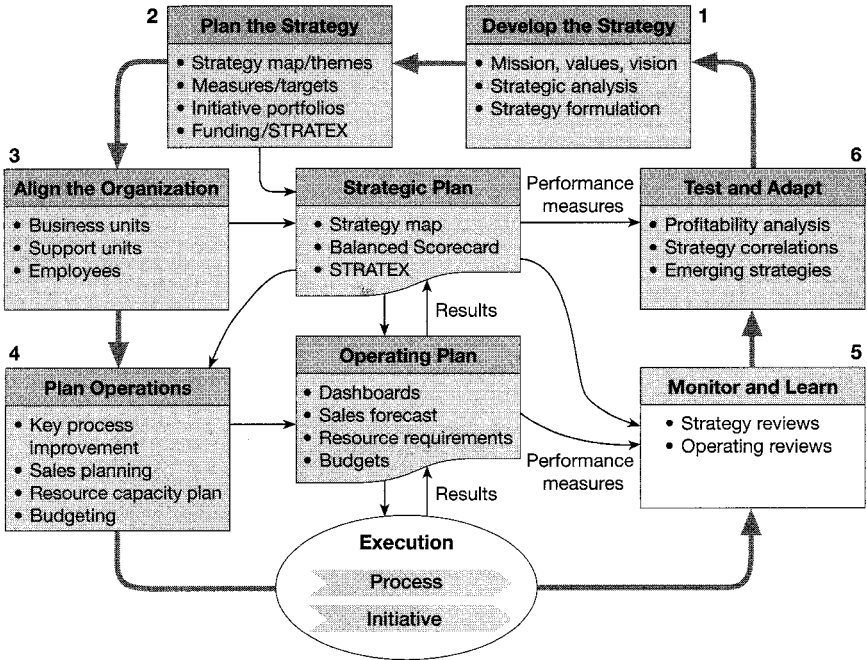 2
Plan the Strategy
• Strategy map/themes
• Measures/targets
• Initiative portfolios
• Funding/STRATEX
Develop the Strategy
1
• Mission, values, vision
• Strategic analysis
• Strategy formulation
3
Align the Organization
• Business units
• Support units
• Employees
Strategic Plan
• Strategy map
• Balanced Scorecard
• STRATEX
Performance
measures
6
Test and Adapt
• Profitability analysis
• Strategy correlations
• Emerging strategies
Results
4
Plan Operations
• Key process
improvement
• Sales planning
• Resource capacity plan
• Budgeting
Operating Plan
• Dashboards
• Sales forecast
• Resource requirements
• Budgets
Performance
measures
5
Monitor and Learn
• Strategy reviews
• Operating reviews
Results
Execution
Process
Initiative